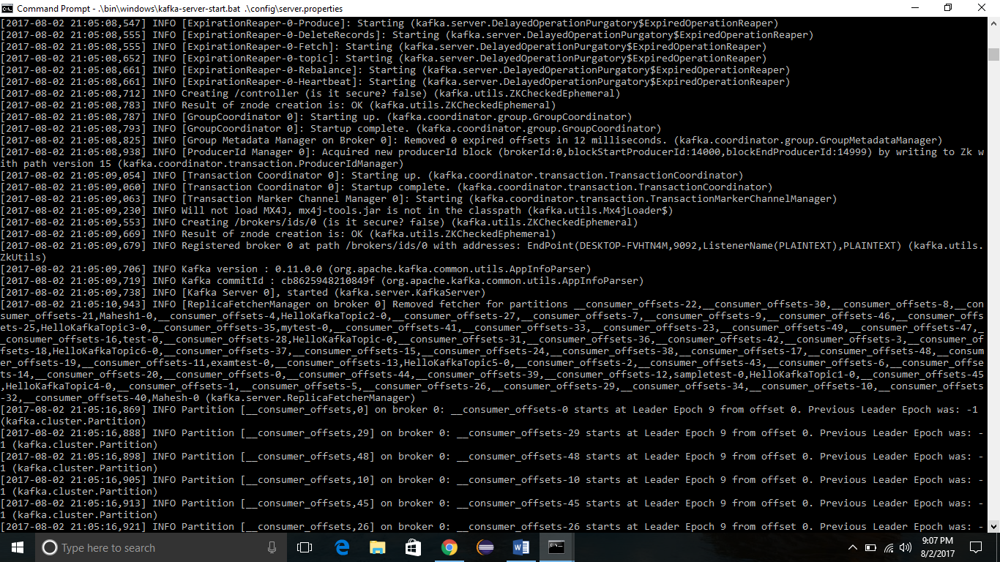 Command Prompt - .\bin\windows\kafka-server-start.bat .\config\server.properties
[2017-08-02 21:05:08,547] INFO [ExpirationReaper-0-Produce]: Starting (kafka.server.DelayedOperationPurgatory$ExpiredOperationReaper)
[2017-08-02 21:05:08,555] INFO [ExpirationReaper-0-DeleteRecords]: Starting (kafka.server.DelayedOperationPurgatory$ExpiredOperationReaper)
[2017-08-02 21:05:08,555] INFO [ExpirationReaper-0-Fetch]: Starting (kafka.server.DelayedOperationPurgatory$ExpiredOperationReaper)
[2017-08-02 21:05:08,652] INFO [ExpirationReaper-0-topic]: Starting (kafka.server.DelayedOperationPurgatory$ExpiredOperationReaper)
[2017-08-02 21:05:08,661] INFO [ExpirationReaper-0-Rebalance]: Starting (kafka.server.DelayedOperationPurgatory$ExpiredOperationReaper)
[2017-08-02 21:05:08,661] INFO [ExpirationReaper-0-Heartbeat]: Starting (kafka.server.DelayedOperationPurgatory$ExpiredOperationReaper)
[2017-08-02 21:05:08,712] INFO Creating /controller (is it secure? false) (kafka.utils.ZKCheckedEphemeral)
[2017-08-02 21:05:08,783] INFO Result of znode creation is: OK (kafka.utils.ZKCheckedEphemeral)
[2017-08-02 21:05:08,787] INFO [GroupCoordinator 0]: Starting up. (kafka.coordinator.group.GroupCoordinator)
[2017-08-02 21:05:08,793] INFO [GroupCoordinator 0]: Startup complete. (kafka.coordinator.group.GroupCoordinator)
[2017-08-02 21:05:08,825] INFO [Group Metadata Manager on Broker 0]: Removed 0 expired offsets in 12 milliseconds. (kafka.coordinator.group.GroupMetadataManager)
[2017-08-02 21:05:08,938] INFO [ProducerId Manager 0]: Acquired new producerId block (brokerId:0,blockStartProducerId:14000,blockEndProducerId:14999) by writing to Zk w
ith path version 15 (kafka.coordinator.transaction.ProducerIdManager)
[2017-08-02 21:05:09,054] INFO [Transaction Coordinator 0]: Starting up. (kafka.coordinator.transaction.TransactionCoordinator)
[2017-08-02 21:05:09,060] INFO [Transaction Coordinator 0]: Startup complete. (kafka.coordinator.transaction.TransactionCoordinator)
[2017-08-02 21:05:09,063] INFO [Transaction Marker Channel Manager 0]: Starting (kafka.coordinator.transaction.TransactionMarkerChannelManager)
[2017-08-02 21:05:09,230] INFO Will not load MX4J, mx4j-tools.jar is not in the classpath (kafka.utils.Mx4jLoader$)
[2017-08-02 21:05:09,553] INFO Creating /brokers/ids/0 (is it secure? false) (kafka.utils.ZKCheckedEphemeral)
[2017-08-02 21:05:09,669] INFO Result of znode creation is: OK (kafka.utils.ZKCheckedEphemeral)
[2017-08-02 21:05:09,679] INFO Registered broker 0 at path /brokers/ids/0 with addresses: EndPoint(DESKTOP-FVHTN4M,9092,ListenerName(PLAINTEXT),PLAINTEXT) (kafka.utils.
ZkUtils)
[2017-08-02 21:05:09,706] INFO Kafka version : 0.11.0.0 (org.apache.kafka.common.utils.AppInfoParser)
[2017-08-02 21:05:09,719] INFO Kafka commitId : cb8625948210849f (org.apache.kafka.common.utils.AppInfoParser)
[2017-08-02 21:05:09,738] INFO [Kafka Server 0], started (kafka.server.KafkaServer)
[2017-08-02 21:05:10,943] INFO [ReplicaFetcherManager on broker 0] Removed fetcher for partitions __consumer_offsets-22,__consumer_offsets-30,__consumer_offsets-8,__con
sumer_offsets-21,Mahesh1-0,__consumer_offsets-4,HelloKafkaTopic2-0,__consumer_offsets-27,__consumer_offsets-7,__consumer_offsets-9,__consumer_offsets-46,__consumer_offs
ets-25,HelloKafkaTopic3-0,__consumer_offsets-35,mytest-0,__consumer_offsets-41,__consumer_offsets-33,__consumer_offsets-23,__consumer_offsets-49,__consumer_offsets-47,_
_consumer_offsets-16,test-0,__consumer_offsets-28,HelloKafkaTopic-0,__consumer_offsets-31,__consumer_offsets-36,__consumer_offsets-42,__consumer_offsets-3,__consumer_of
fsets-18,HelloKafkaTopic6-0,__consumer_offsets-37,__consumer_offsets-15,__consumer_offsets-24,__consumer_offsets-38,__consumer_offsets-17,__consumer_offsets-48,__consum
er_offsets-19,__consumer_offsets-11,examtest-0,__consumer_offsets-13,HelloKafkaTopic5-0,__consumer_offsets-2,__consumer_offsets-43,__consumer_offsets-6,__consumer_offse
ts-14,__consumer_offsets-20,__consumer_offsets-0,__consumer_offsets-44,__consumer_offsets-39,__consumer_offsets-12,sampletest-0,HelloKafkaTopic1-0,__consumer_offsets-45
,HelloKafkaTopic4-0,__consumer_offsets-1,__consumer_offsets-5,__consumer_offsets-26,__consumer_offsets-29,__consumer_offsets-34,__consumer_offsets-10,__consumer_offsets
-32,__consumer_offsets-40,Mahesh-0 (kafka.server.ReplicaFetcherManager)
[2017-08-02 21:05:16,869] INFO Partition [__consumer_offsets,0] on broker 0: __consumer_offsets-0 starts at Leader Epoch 9 from offset 0. Previous Leader Epoch was: -1
(kafka.cluster.Partition)
[2017-08-02 21:05:16,888] INFO Partition [__consumer_offsets,29] on broker 0: __consumer_offsets-29 starts at Leader Epoch 9 from offset 0. Previous Leader Epoch was: -
1 (kafka.cluster.Partition)
[2017-08-02 21:05:16,898] INFO Partition [__consumer_offsets,48] on broker 0: __consumer_offsets-48 starts at Leader Epoch 9 from offset 0. Previous Leader Epoch was: -
1 (kafka.cluster.Partition)
[2017-08-02 21:05:16,905] INFO Partition [__consumer_offsets,10] on broker 0: __consumer_offsets-10 starts at Leader Epoch 9 from offset 0. Previous Leader Epoch was: -
1 (kafka.cluster.Partition)
[2017-08-02 21:05:16,913] INFO Partition [__consumer_offsets,45] on broker 0: __consumer_offsets-45 starts at Leader Epoch 9 from offset 0. Previous Leader Epoch was: -
1 (kafka.cluster.Partition)
[2017-08-02 21:05:16,921] INFO Partition [__consumer_offsets,26] on broker 0: __consumer_offsets-26 starts at Leader Epoch 9 from offset 0. Previous Leader Epoch was: -
Type here to search
9:07 PM
8/2/2017